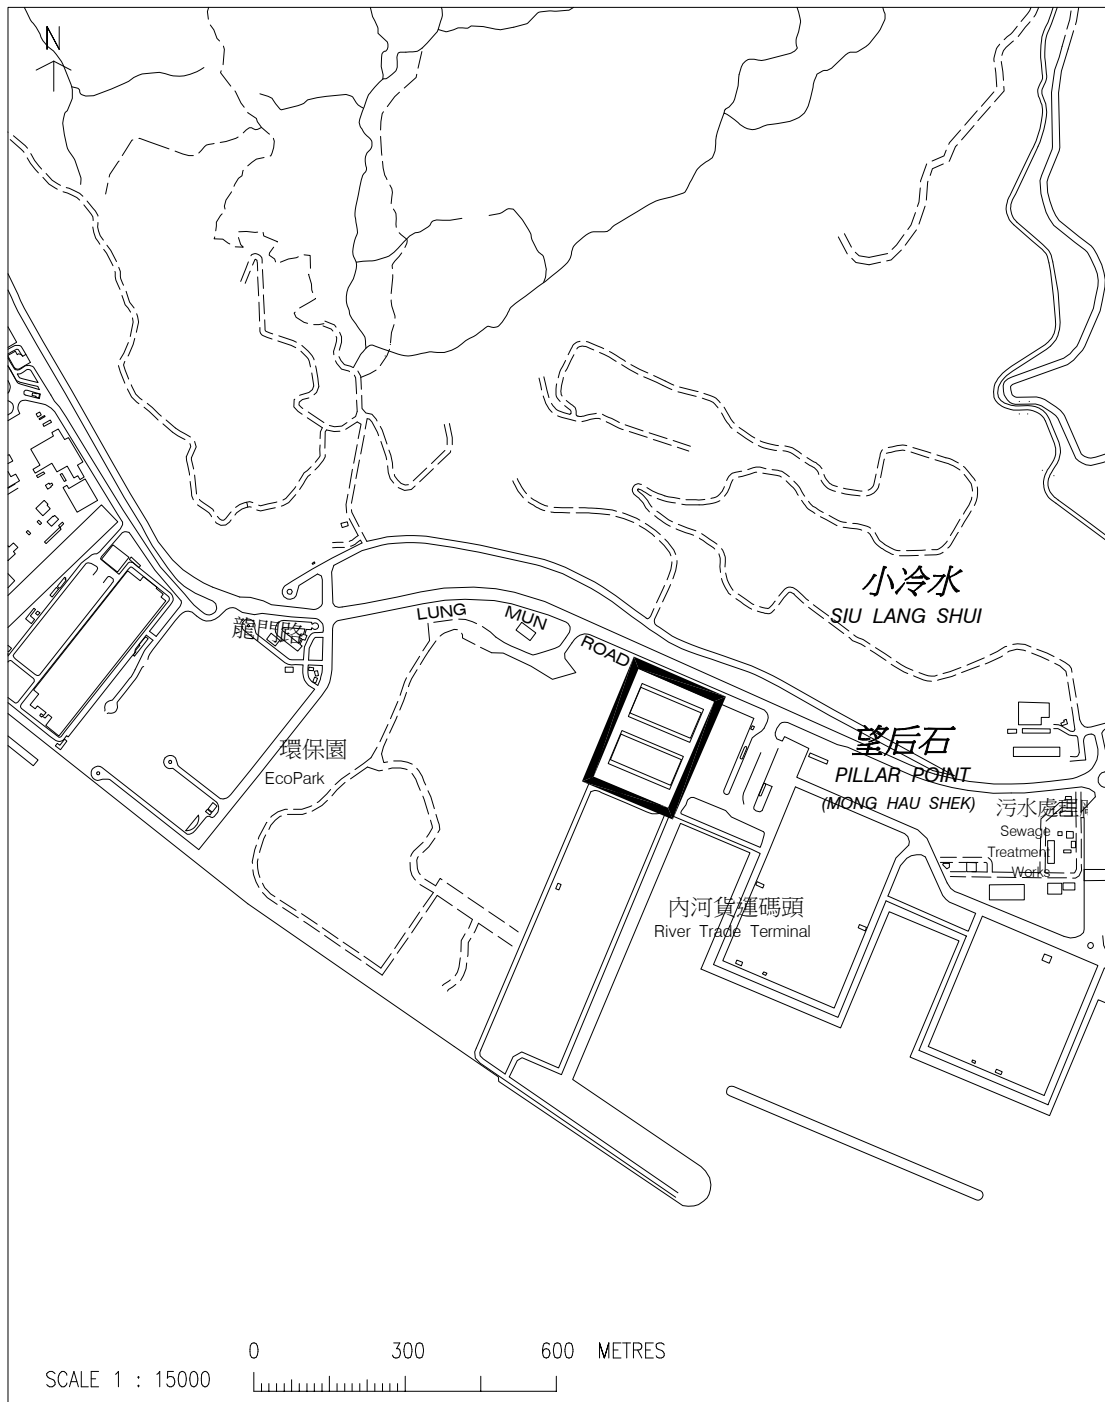 N
小冷水
SIU LANG SHUI
LUNG MUN ROAD
龍門路
望后石
PILLAR POINT
(MONG HAU SHEK)
環保園
EcoPark
污水處理
Sewage
Treatment
Works
內河貨運碼頭
River Trade Terminal
0 300 600 METRES
SCALE 1 : 15000